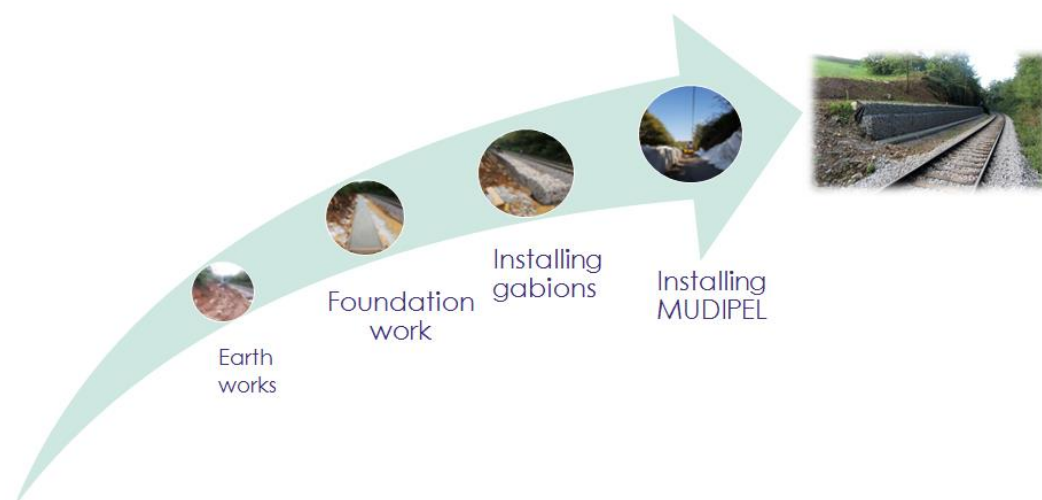 Earth
works
Foundation
work
Installing
gabions
Installing
MUDIPEL